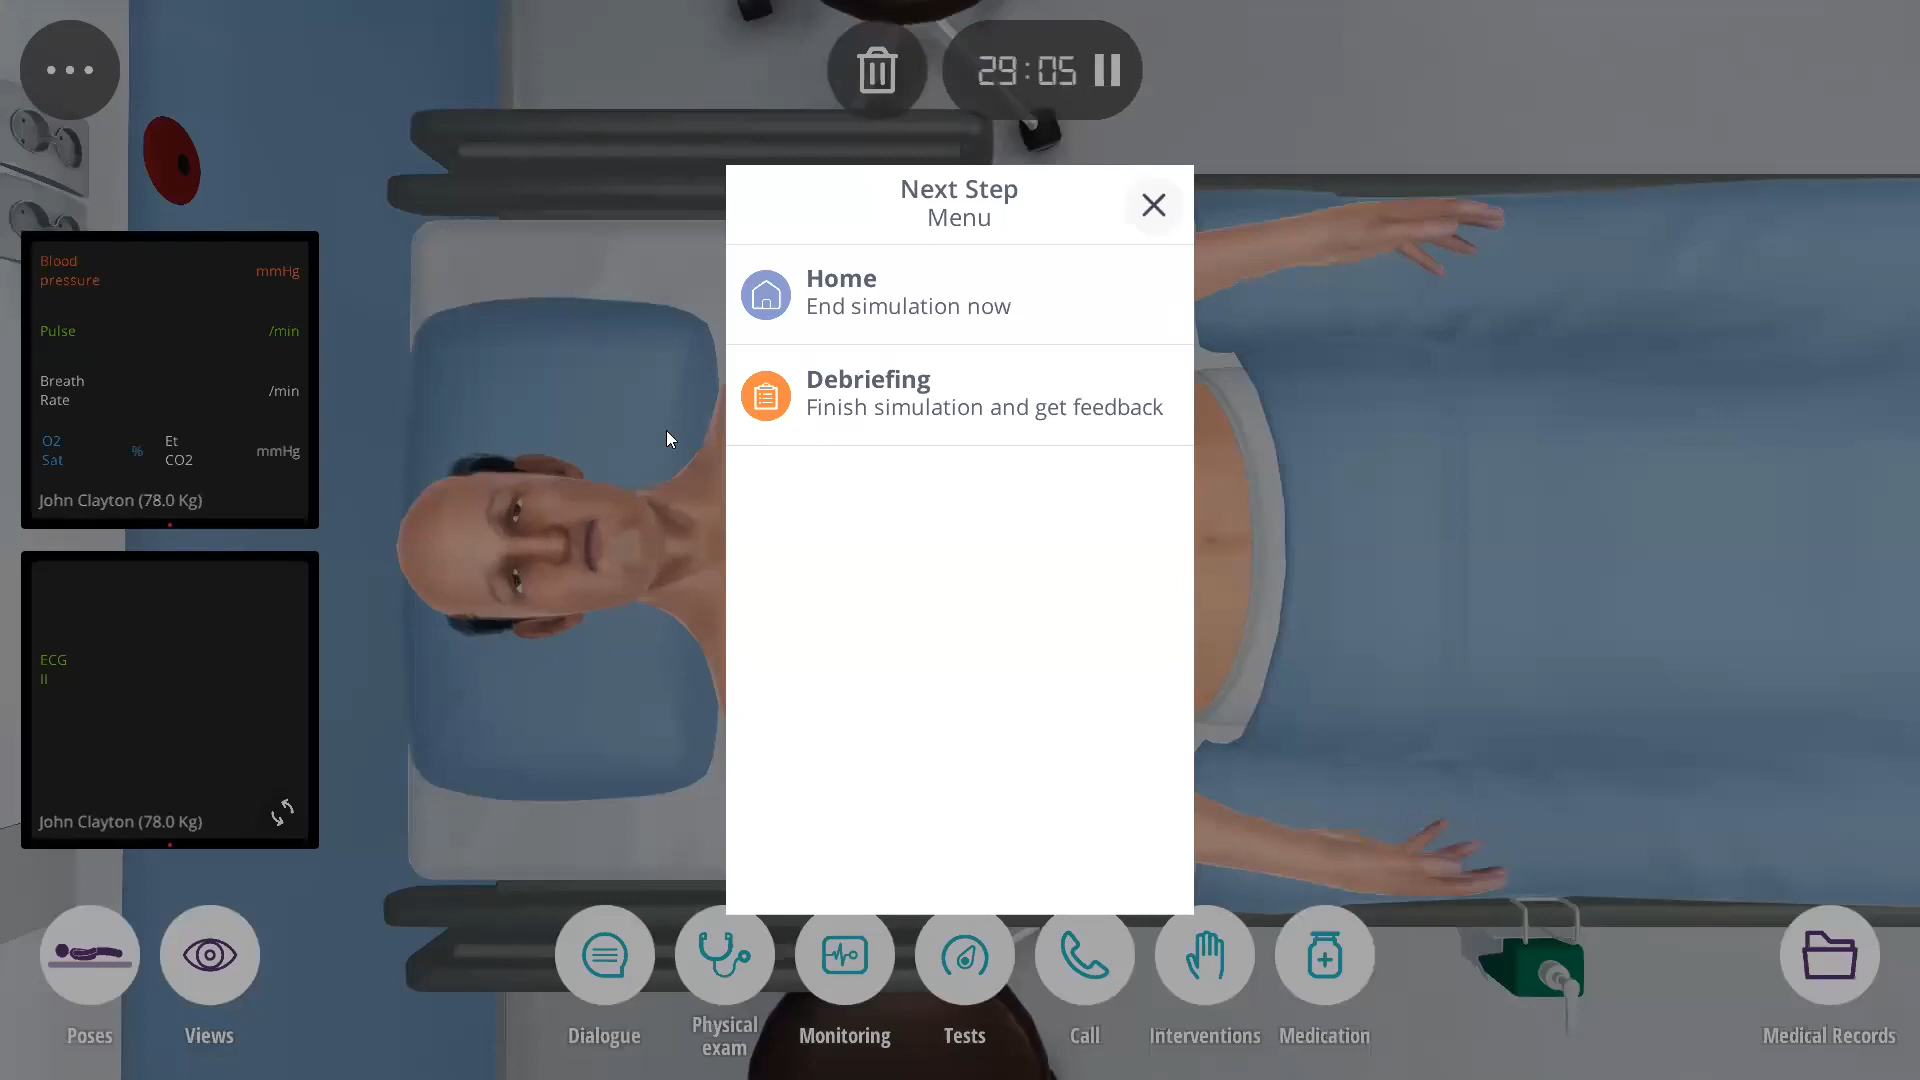 29:05
Next Step
Menu
Home
End simulation now
Debriefing
Finish simulation and get feedback
Blood
pressure
mmHg
Pulse
/min
Breath
Rate
/min
O2
Sat
%
Et
CO2
mmHg
John Clayton (78.0 Kg)
ECG
II
John Clayton (78.0 Kg)
Poses
Views
Dialogue
Physical
exam
Monitoring
Tests
Call
Interventions
Medication
Medical Records